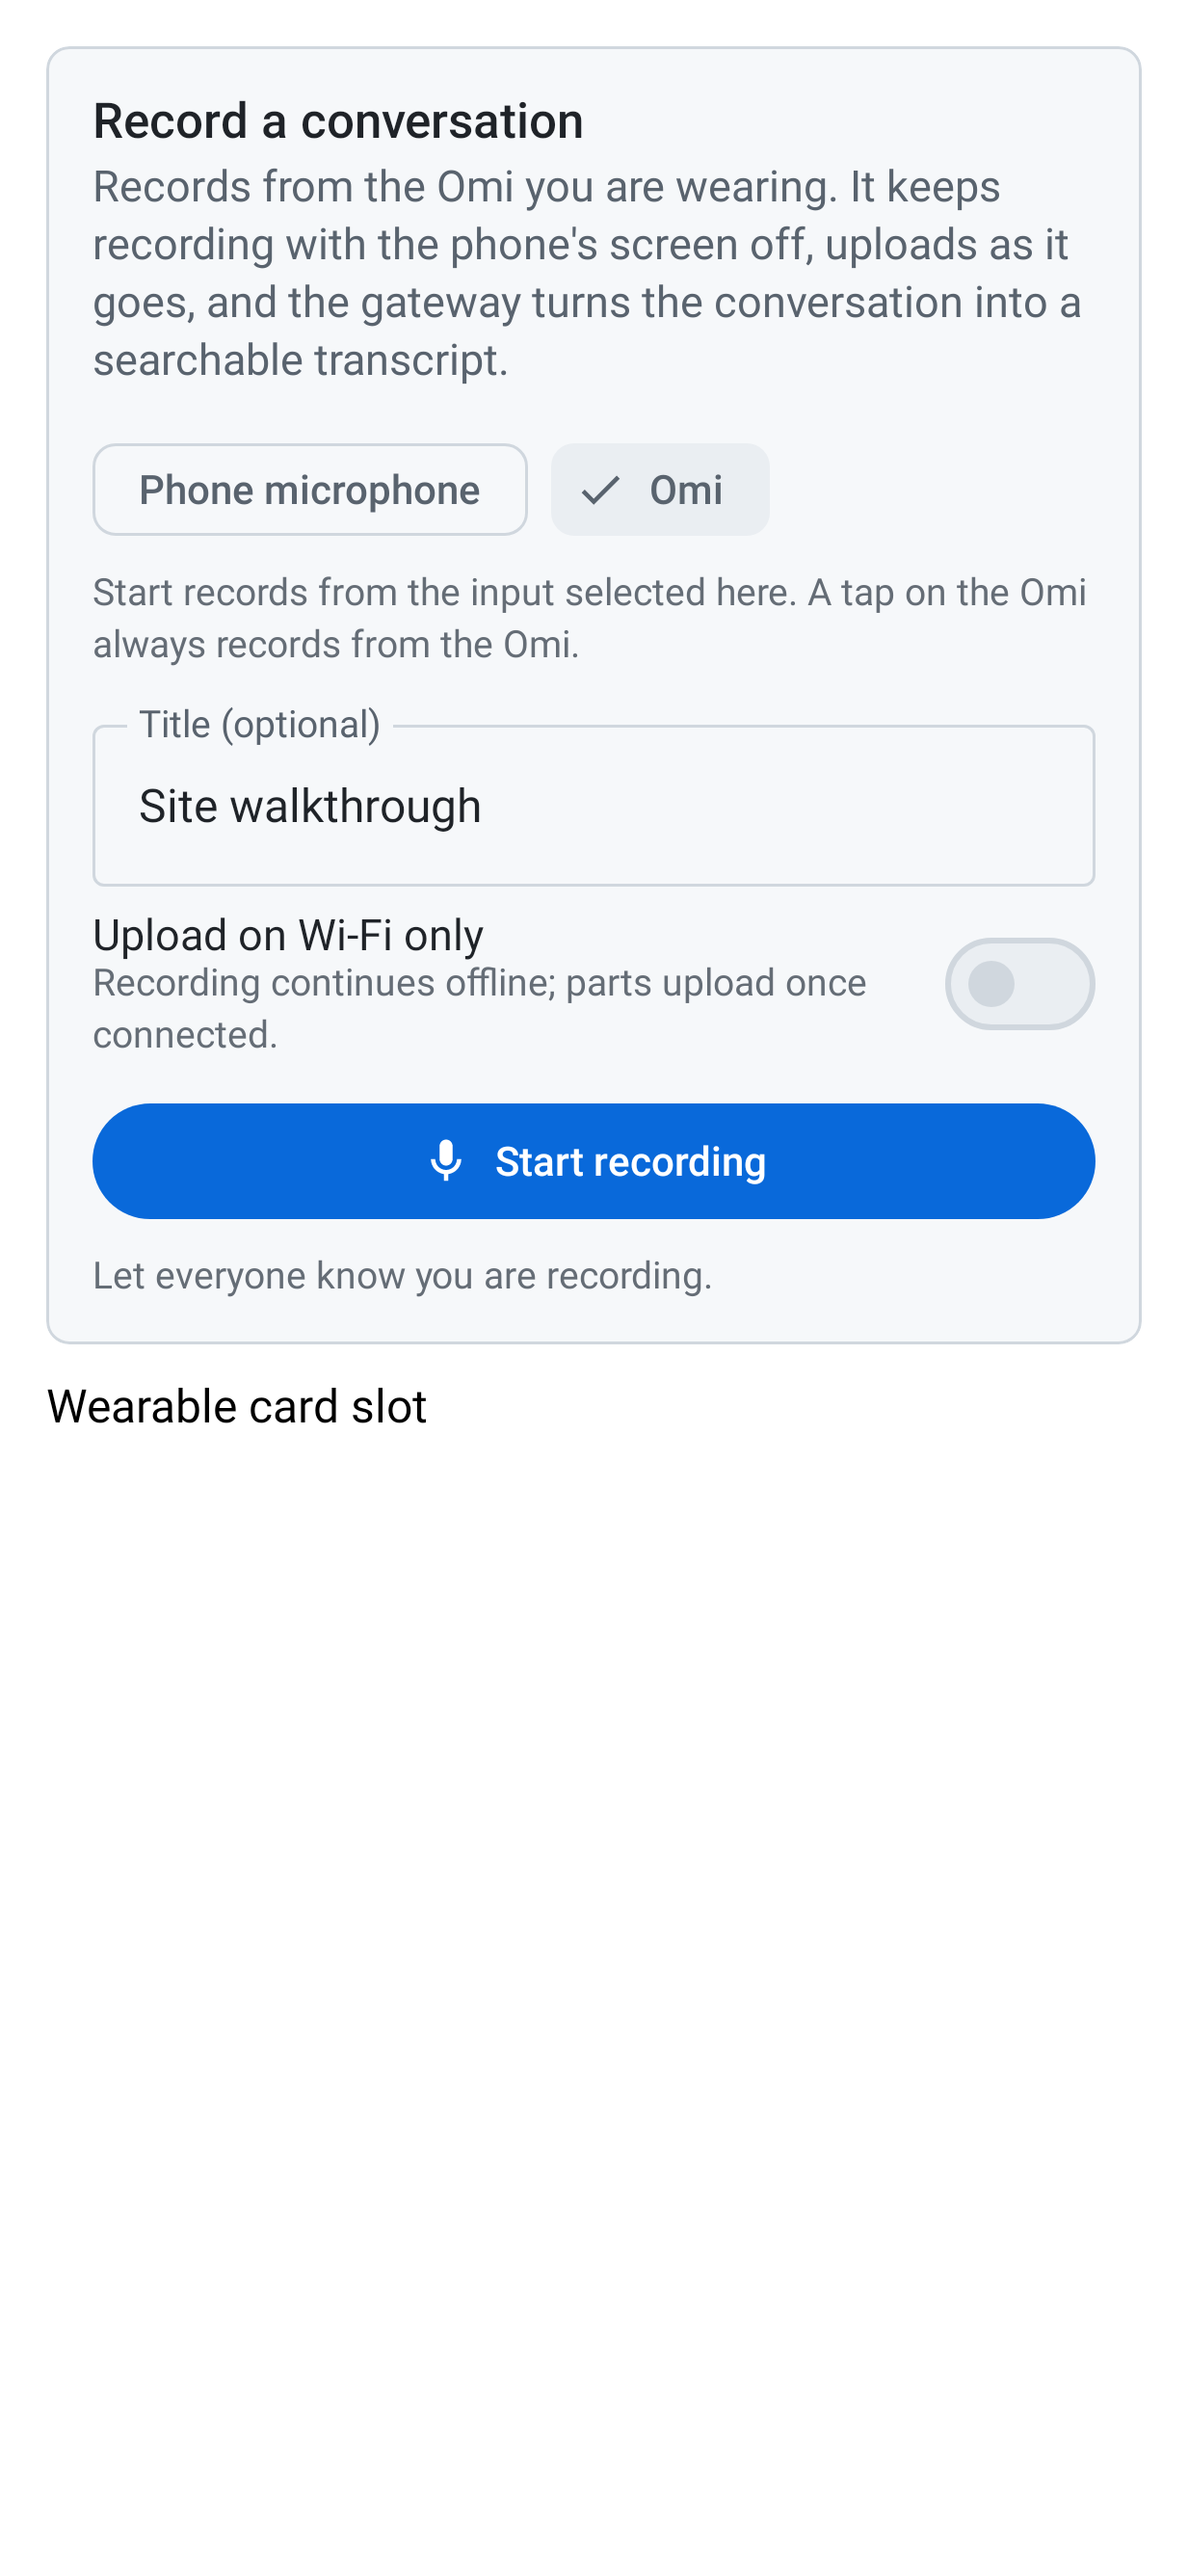 Record a conversation
Records from the Omi you are wearing. It keeps
recording with the phone's screen off, uploads as it
goes, and the gateway turns the conversation into a
searchable transcript.
Phone microphone
Omi
Start records from the input selected here. A tap on the Omi
always records from the Omi.
Title (optional)
Site walkthrough
Upload on Wi-Fi only
Recording continues offline; parts upload once
connected.
Start recording
Let everyone know you are recording.
Wearable card slot